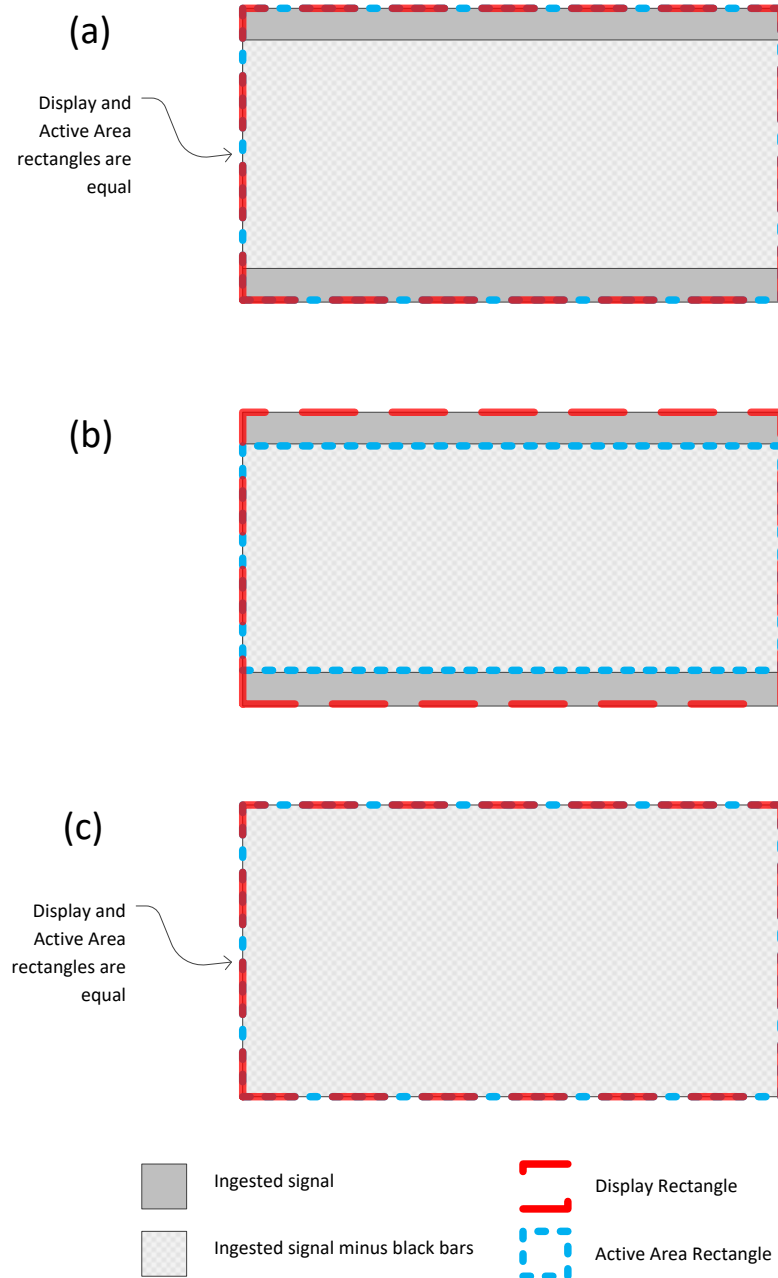 (a)
Display and
Active Area
rectangles are
equal
(b)
(c)
Display and
Active Area
rectangles are
equal
Ingested signal
Display Rectangle
Ingested signal minus black bars
Active Area Rectangle